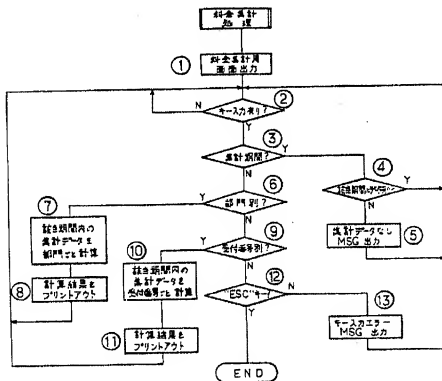 料金集計
処理
①
料金集計用
画面出力
②
キー入力有り?
N
Y
③
集計期間?
Y
N
④
Y
N
⑤
集計データなし
MSG 出力
⑥
部門別?
Y
N
⑦
該当期間内の
集計データを
部門ごと計算
⑧
計算結果を
プリントアウト
⑨
受付番号別?
Y
N
⑩
該当期間内の
集計データを
受付番号ごと計算
⑪
計算結果を
プリントアウト
⑫
"ESC"キー?
N
Y
⑬
キー入力エラー
MSG 出力
END